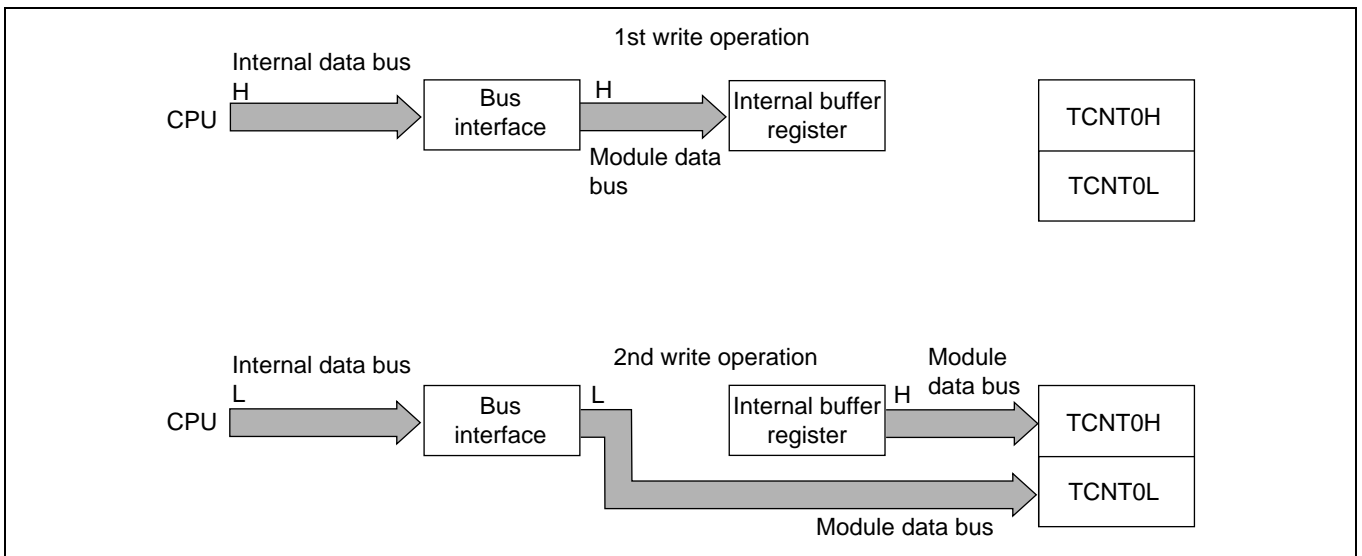 1st write operation
Internal data bus
H
CPU
Bus
interface
H
Module data
bus
Internal buffer
register
TCNT0H
TCNT0L
2nd write operation
Internal data bus
L
CPU
Bus
interface
L
Internal buffer
register
H
Module
data bus
TCNT0H
TCNT0L
Module data bus